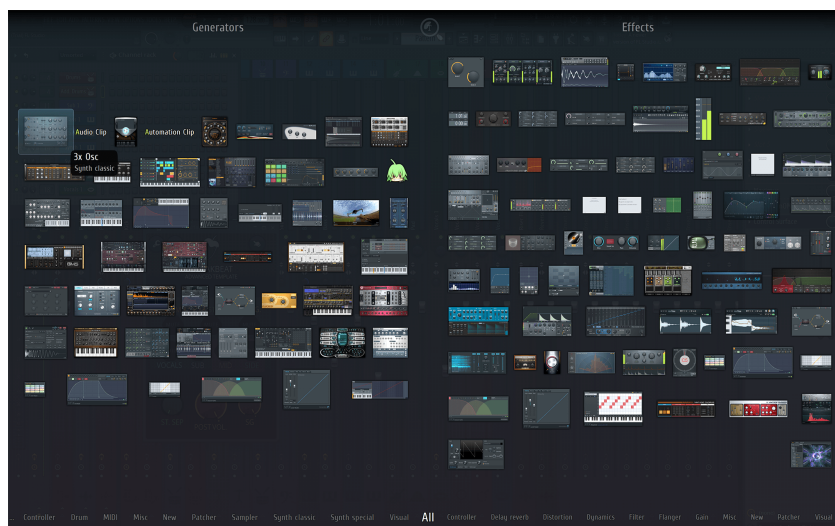 Generators
Effects
Audio Clip
Automation Clip
3x Osc
Synth classic
Controller Drum MIDI Misc New Patcher Sampler Synth classic Synth special Visual All Controller Delay reverb Distortion Dynamics Filter Flanger Gain Misc New Patcher Visual